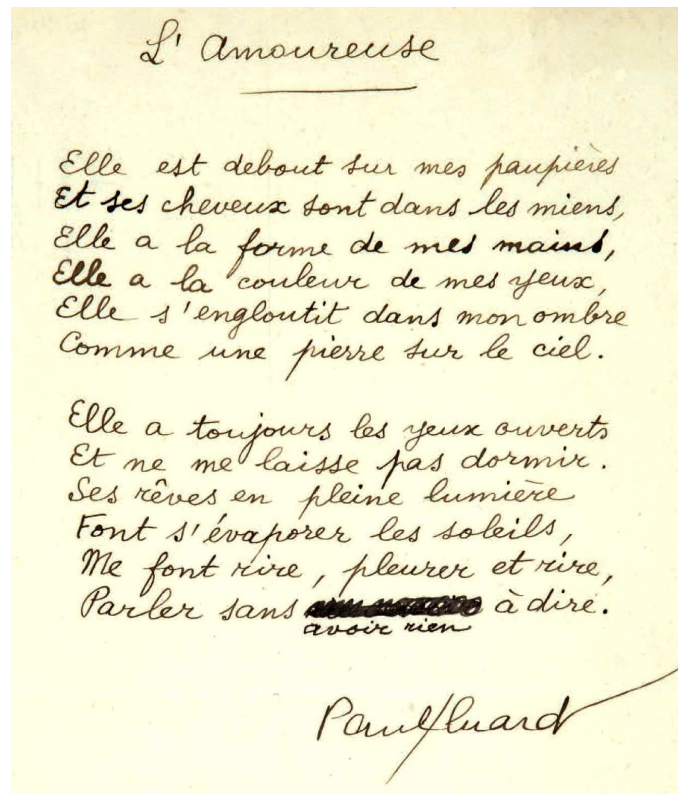 L'Amoureuse
Elle est debout sur mes paupières
Et ses cheveux sont dans les miens,
Elle a la forme de mes mains,
Elle a la couleur de mes yeux,
Elle s'engloutit dans mon ombre
Comme une pierre sur le ciel.
Elle a toujours les yeux ouverts
Et ne me laisse pas dormir.
Ses rêves en pleine lumière
Font s'évaporer les soleils,
Me font rire, pleurer et rire,
Parler sans à dire.
avoir rien
Paul Eluard